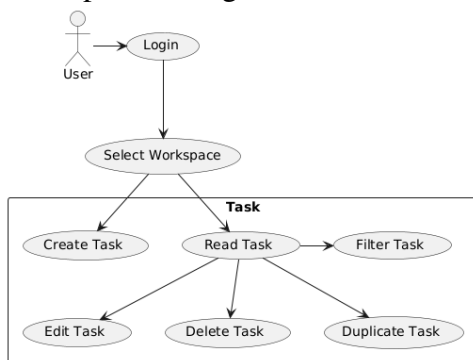 Login
User
Select Workspace
Task
Create Task
Read Task
Filter Task
Edit Task
Delete Task
Duplicate Task